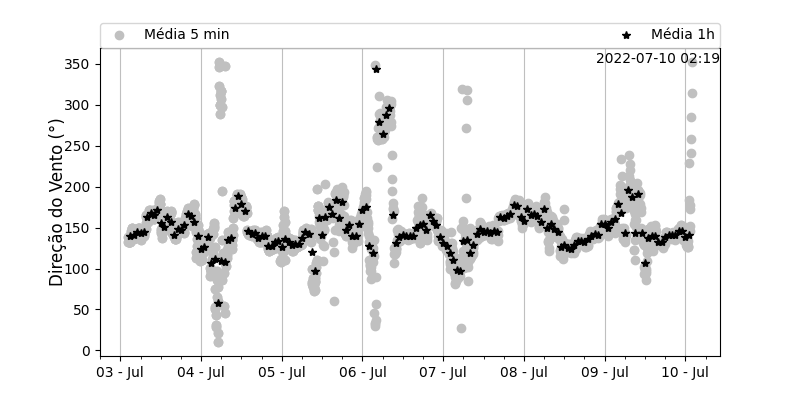 Média 5 min
Média 1h
2022-07-10 02:19
Direção do Vento (°)
350
300
250
200
150
100
50
0
03 - Jul
04 - Jul
05 - Jul
06 - Jul
07 - Jul
08 - Jul
09 - Jul
10 - Jul